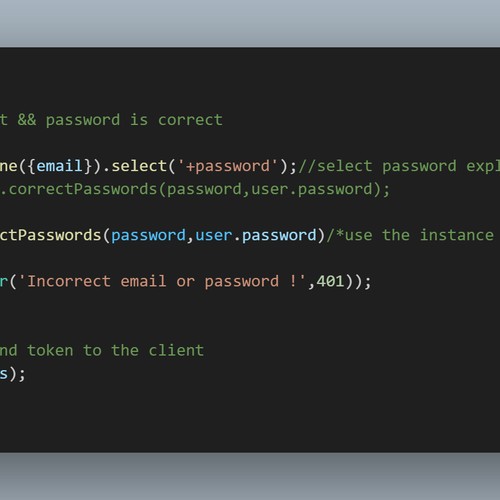 t && password is correct
ne({email}).select('+password');//select password expl
.correctPasswords(password,user.password);
ctPasswords(password,user.password)/*use the instance
r('Incorrect email or password !',401));
nd token to the client
s);